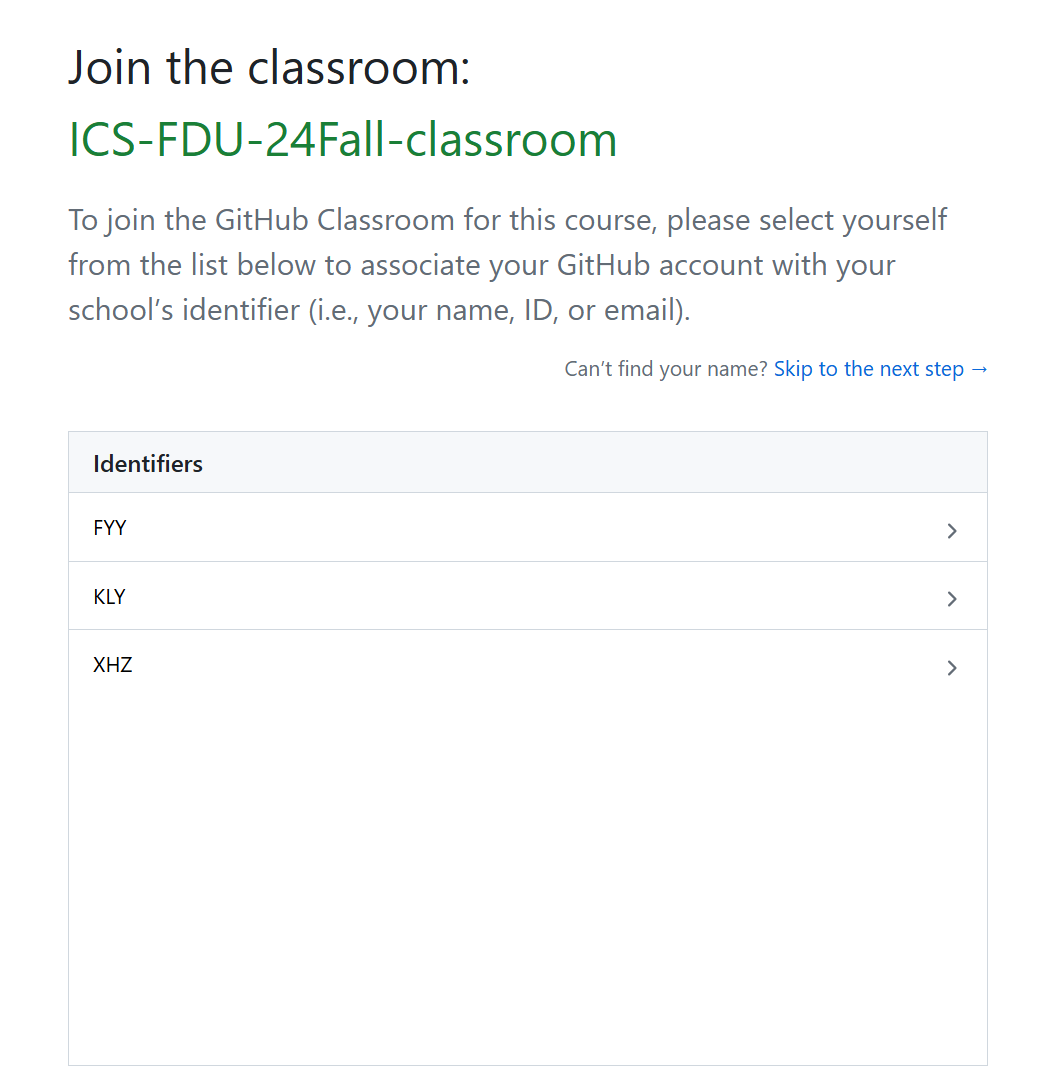 Join the classroom:
ICS-FDU-24Fall-classroom
To join the GitHub Classroom for this course, please select yourself
from the list below to associate your GitHub account with your
school’s identifier (i.e., your name, ID, or email).
Can’t find your name? Skip to the next step →
Identifiers
FYY
KLY
XHZ